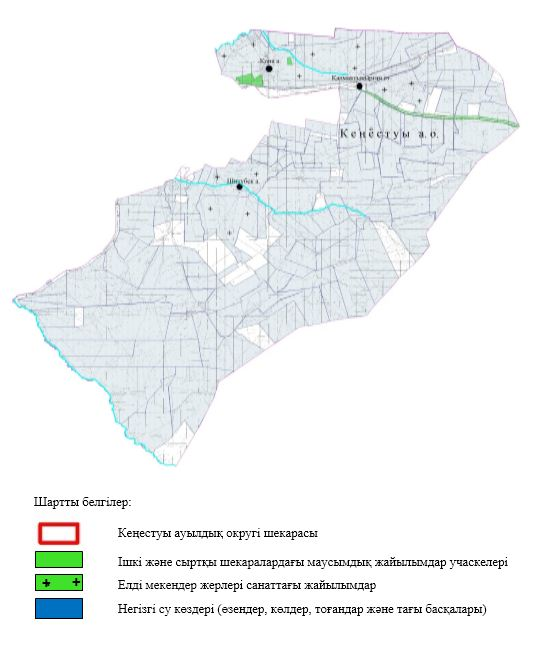 Кеңёстуы а.о.
Шартты белгілер:
Кеңестуы ауылдық округі шекарасы
Ішкі және сыртқы шекаралардағы маусымдық жайылымдар учаскелері
Елді мекендер жерлері санаттағы жайылымдар
Негізгі су көздері (өзендер, көлдер, тоғандар және тағы басқалары)